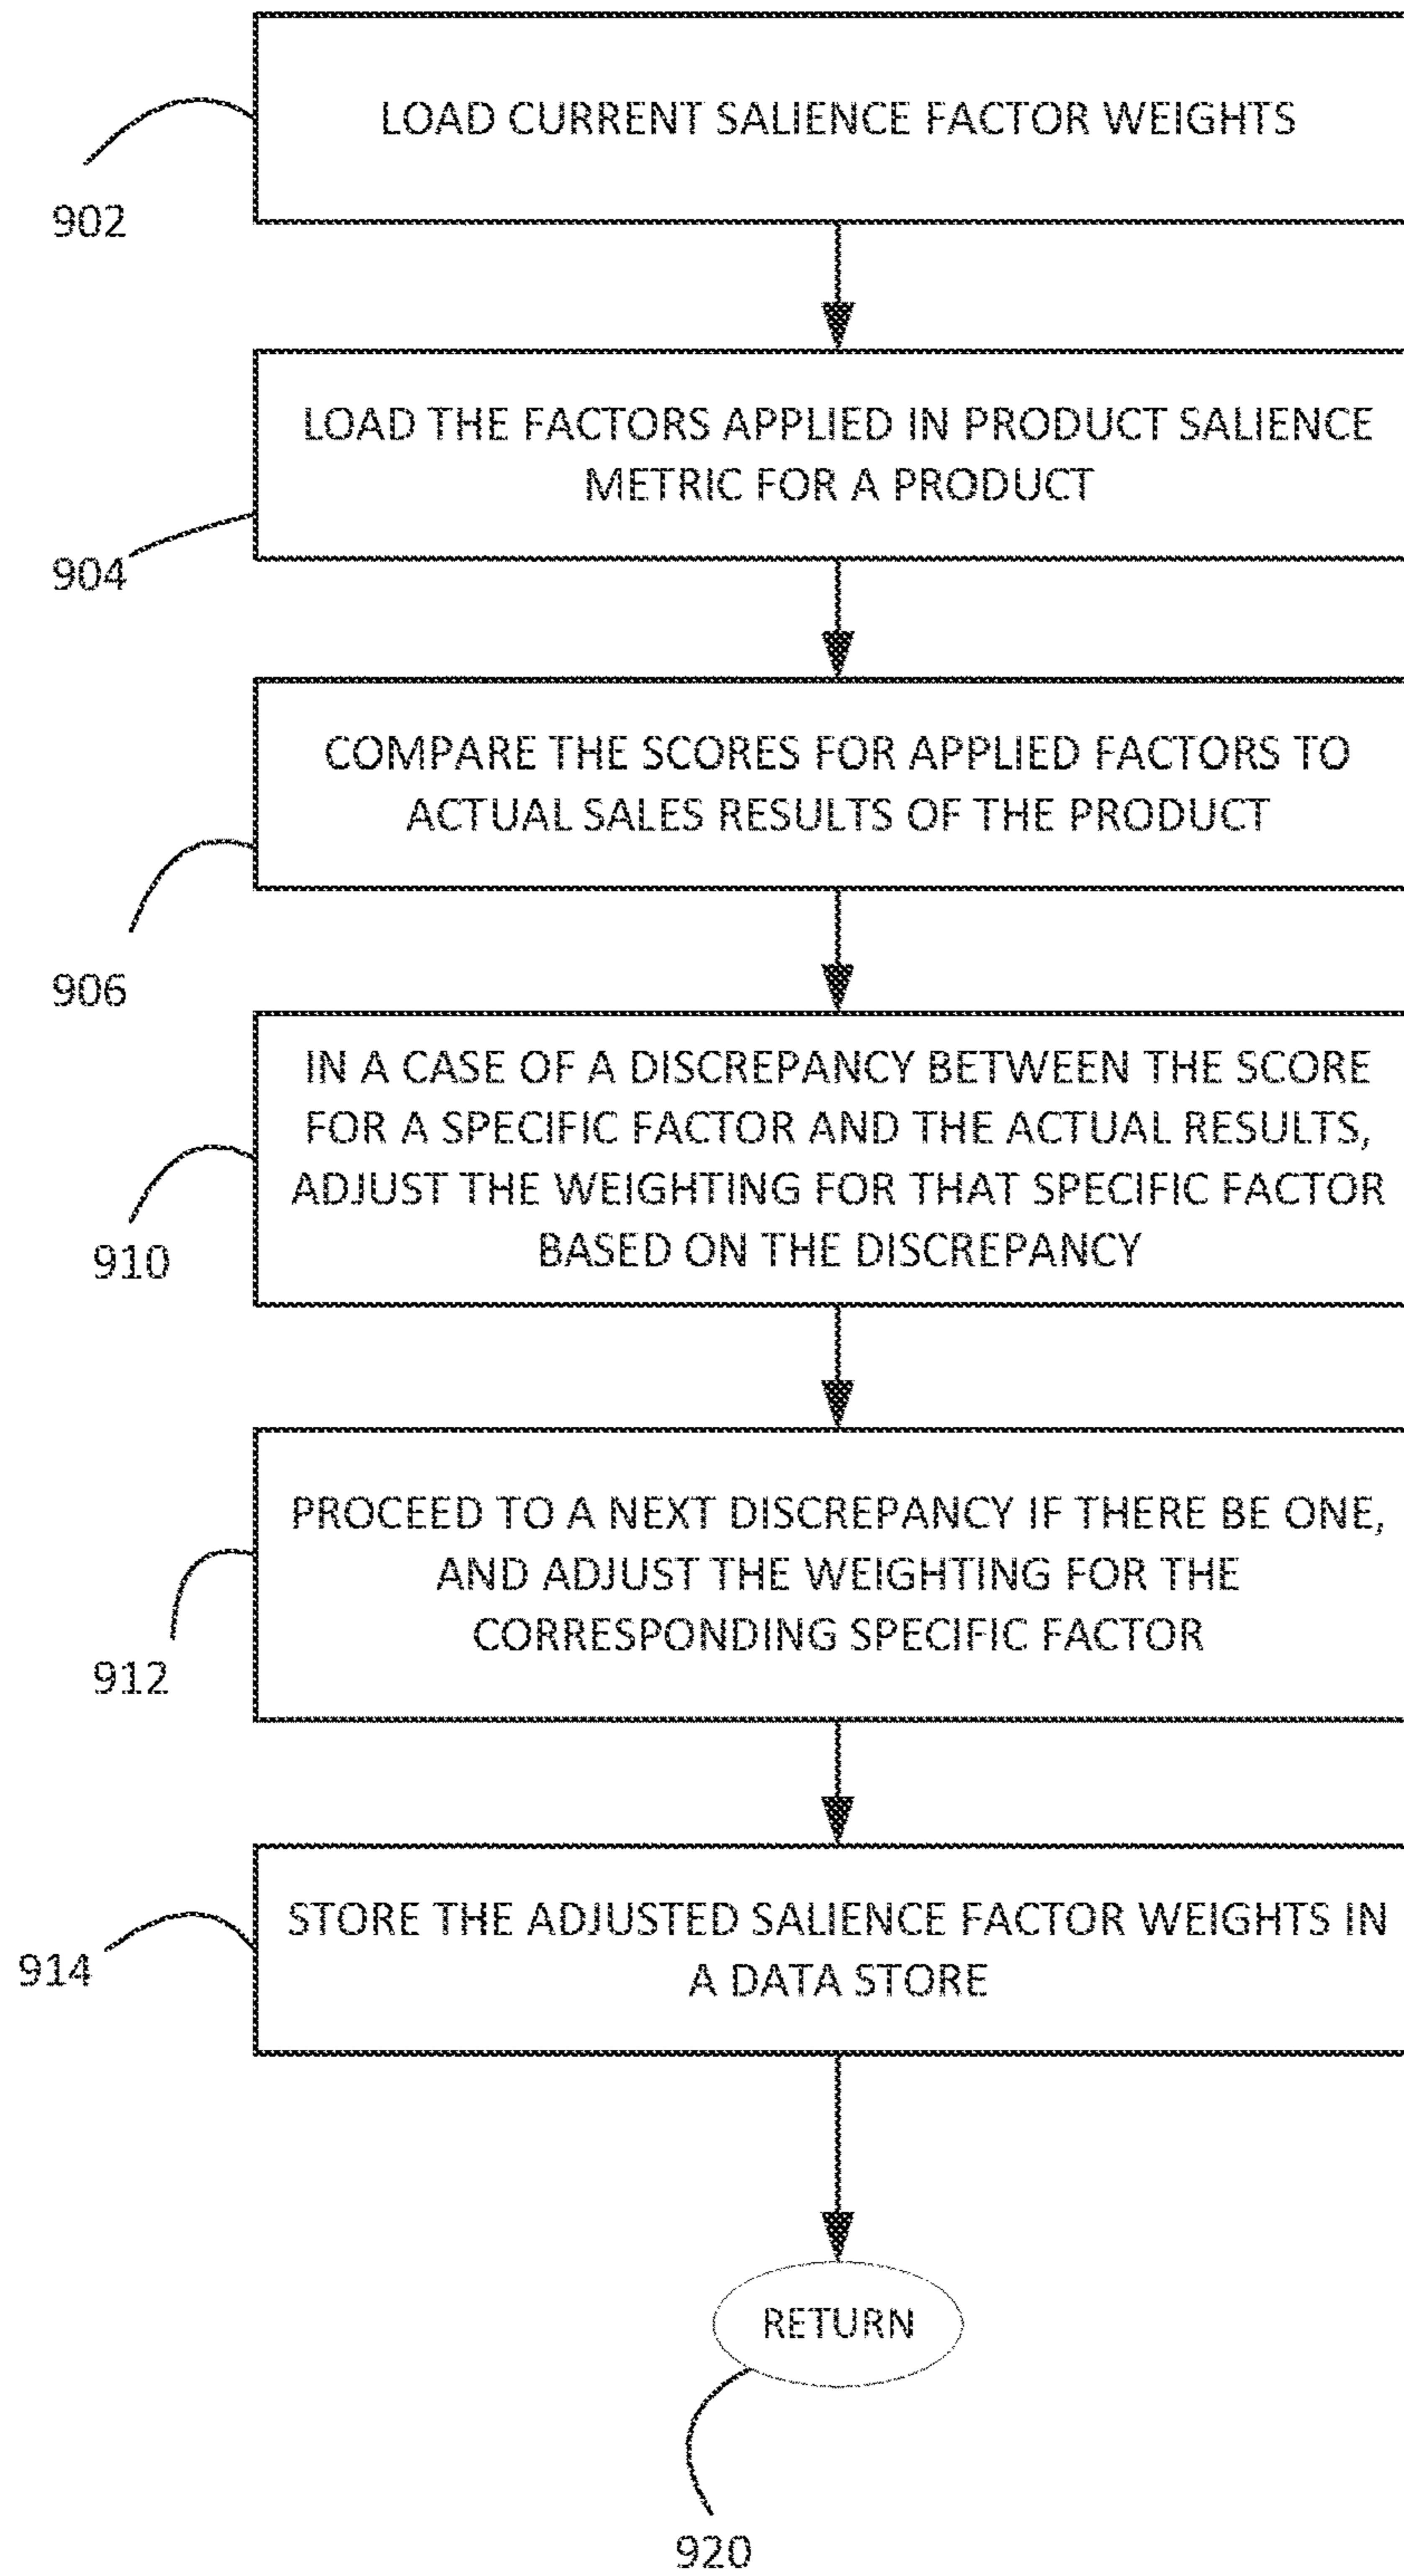 LOAD CURRENT SALIENCE FACTOR WEIGHTS
902
LOAD THE FACTORS APPLIED IN PRODUCT SALIENCE
METRIC FOR A PRODUCT
904
COMPARE THE SCORES FOR APPLIED FACTORS TO
ACTUAL SALES RESULTS OF THE PRODUCT
906
IN A CASE OF A DISCREPANCY BETWEEN THE SCORE
FOR A SPECIFIC FACTOR AND THE ACTUAL RESULTS,
ADJUST THE WEIGHTING FOR THAT SPECIFIC FACTOR
BASED ON THE DISCREPANCY
910
PROCEED TO A NEXT DISCREPANCY IF THERE BE ONE,
AND ADJUST THE WEIGHTING FOR THE
CORRESPONDING SPECIFIC FACTOR
912
STORE THE ADJUSTED SALIENCE FACTOR WEIGHTS IN
A DATA STORE
914
RETURN
920